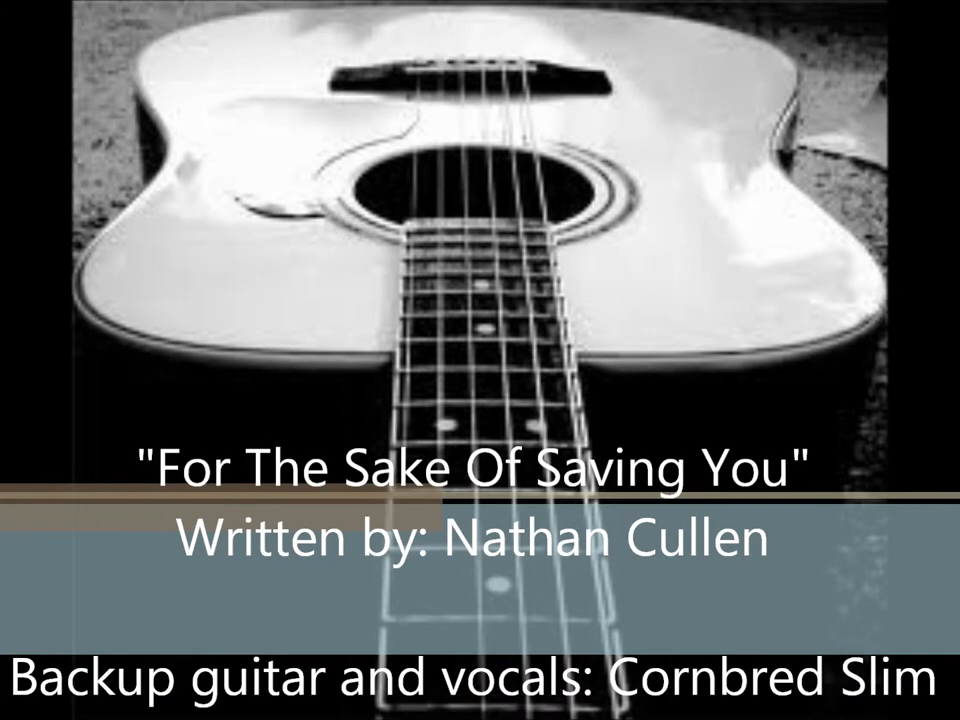 "For The Sake Of Saving You"
Written by: Nathan Cullen
Backup guitar and vocals: Cornbred Slim